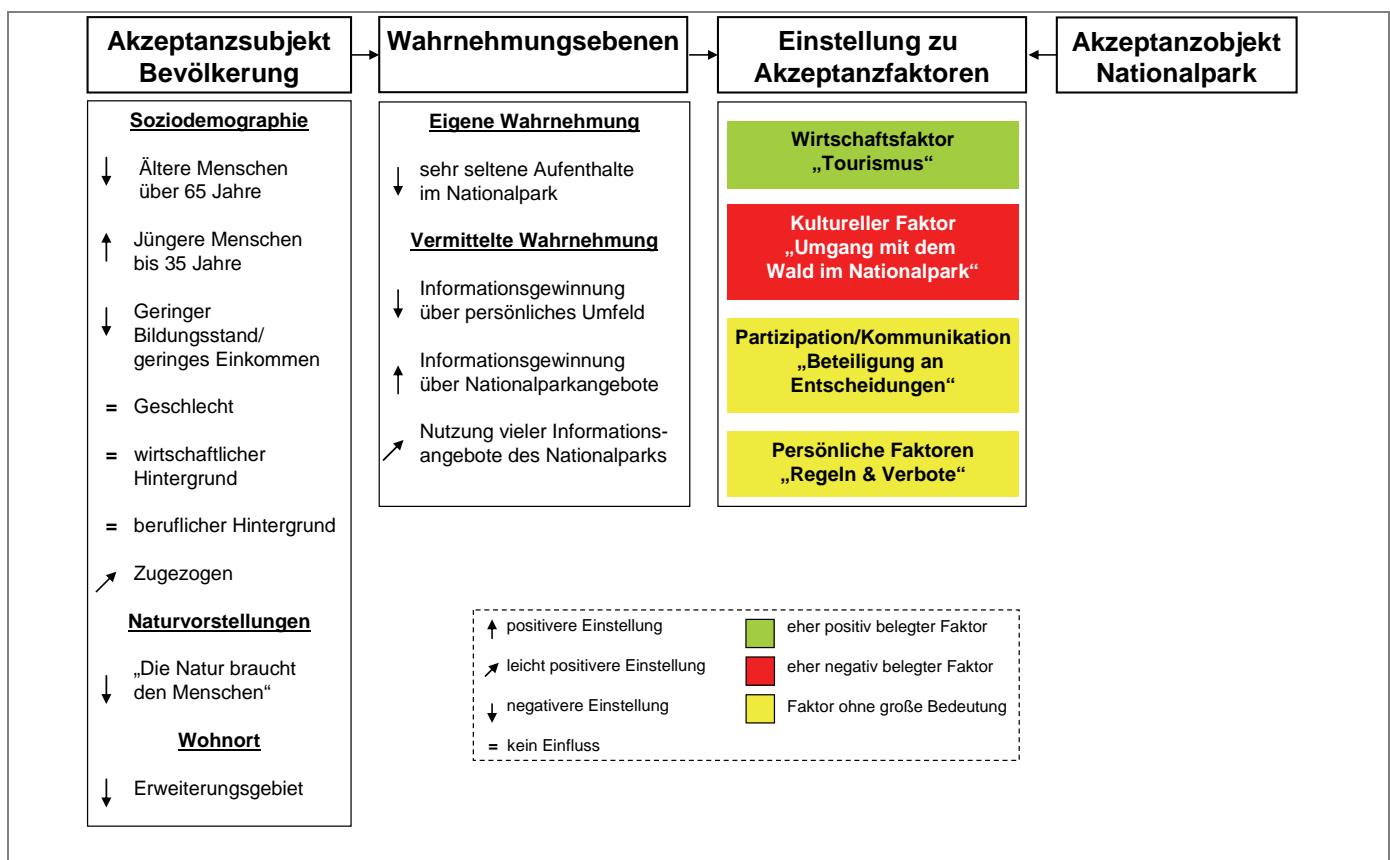 Akzeptanzsubjekt
Bevölkerung
Wahrnehmungsebenen
Einstellung zu
Akzeptanzfaktoren
Akzeptanzobjekt
Nationalpark
Soziodemographie
↓ Ältere Menschen
über 65 Jahre
↑ Jüngere Menschen
bis 35 Jahre
↓ Geringer
Bildungsstand/
geringes Einkommen
= Geschlecht
= wirtschaftlicher
Hintergrund
= beruflicher Hintergrund
↗ Zugezogen
Naturvorstellungen
↓ „Die Natur braucht
den Menschen“
Wohnort
↓ Erweiterungsgebiet
Eigene Wahrnehmung
↓ sehr seltene Aufenthalte
im Nationalpark
Vermittelte Wahrnehmung
↓ Informationsgewinnung
über persönliches Umfeld
↑ Informationsgewinnung
über Nationalparkangebote
↗ Nutzung vieler Informations-
angebote des Nationalparks
Wirtschaftsfaktor
„Tourismus“
Kultureller Faktor
„Umgang mit dem
Wald im Nationalpark“
Partizipation/Kommunikation
„Beteiligung an
Entscheidungen“
Persönliche Faktoren
„Regeln & Verbote“
↑ positivere Einstellung
↗ leicht positivere Einstellung
↓ negativere Einstellung
= kein Einfluss
eher positiv belegter Faktor
eher negativ belegter Faktor
Faktor ohne große Bedeutung